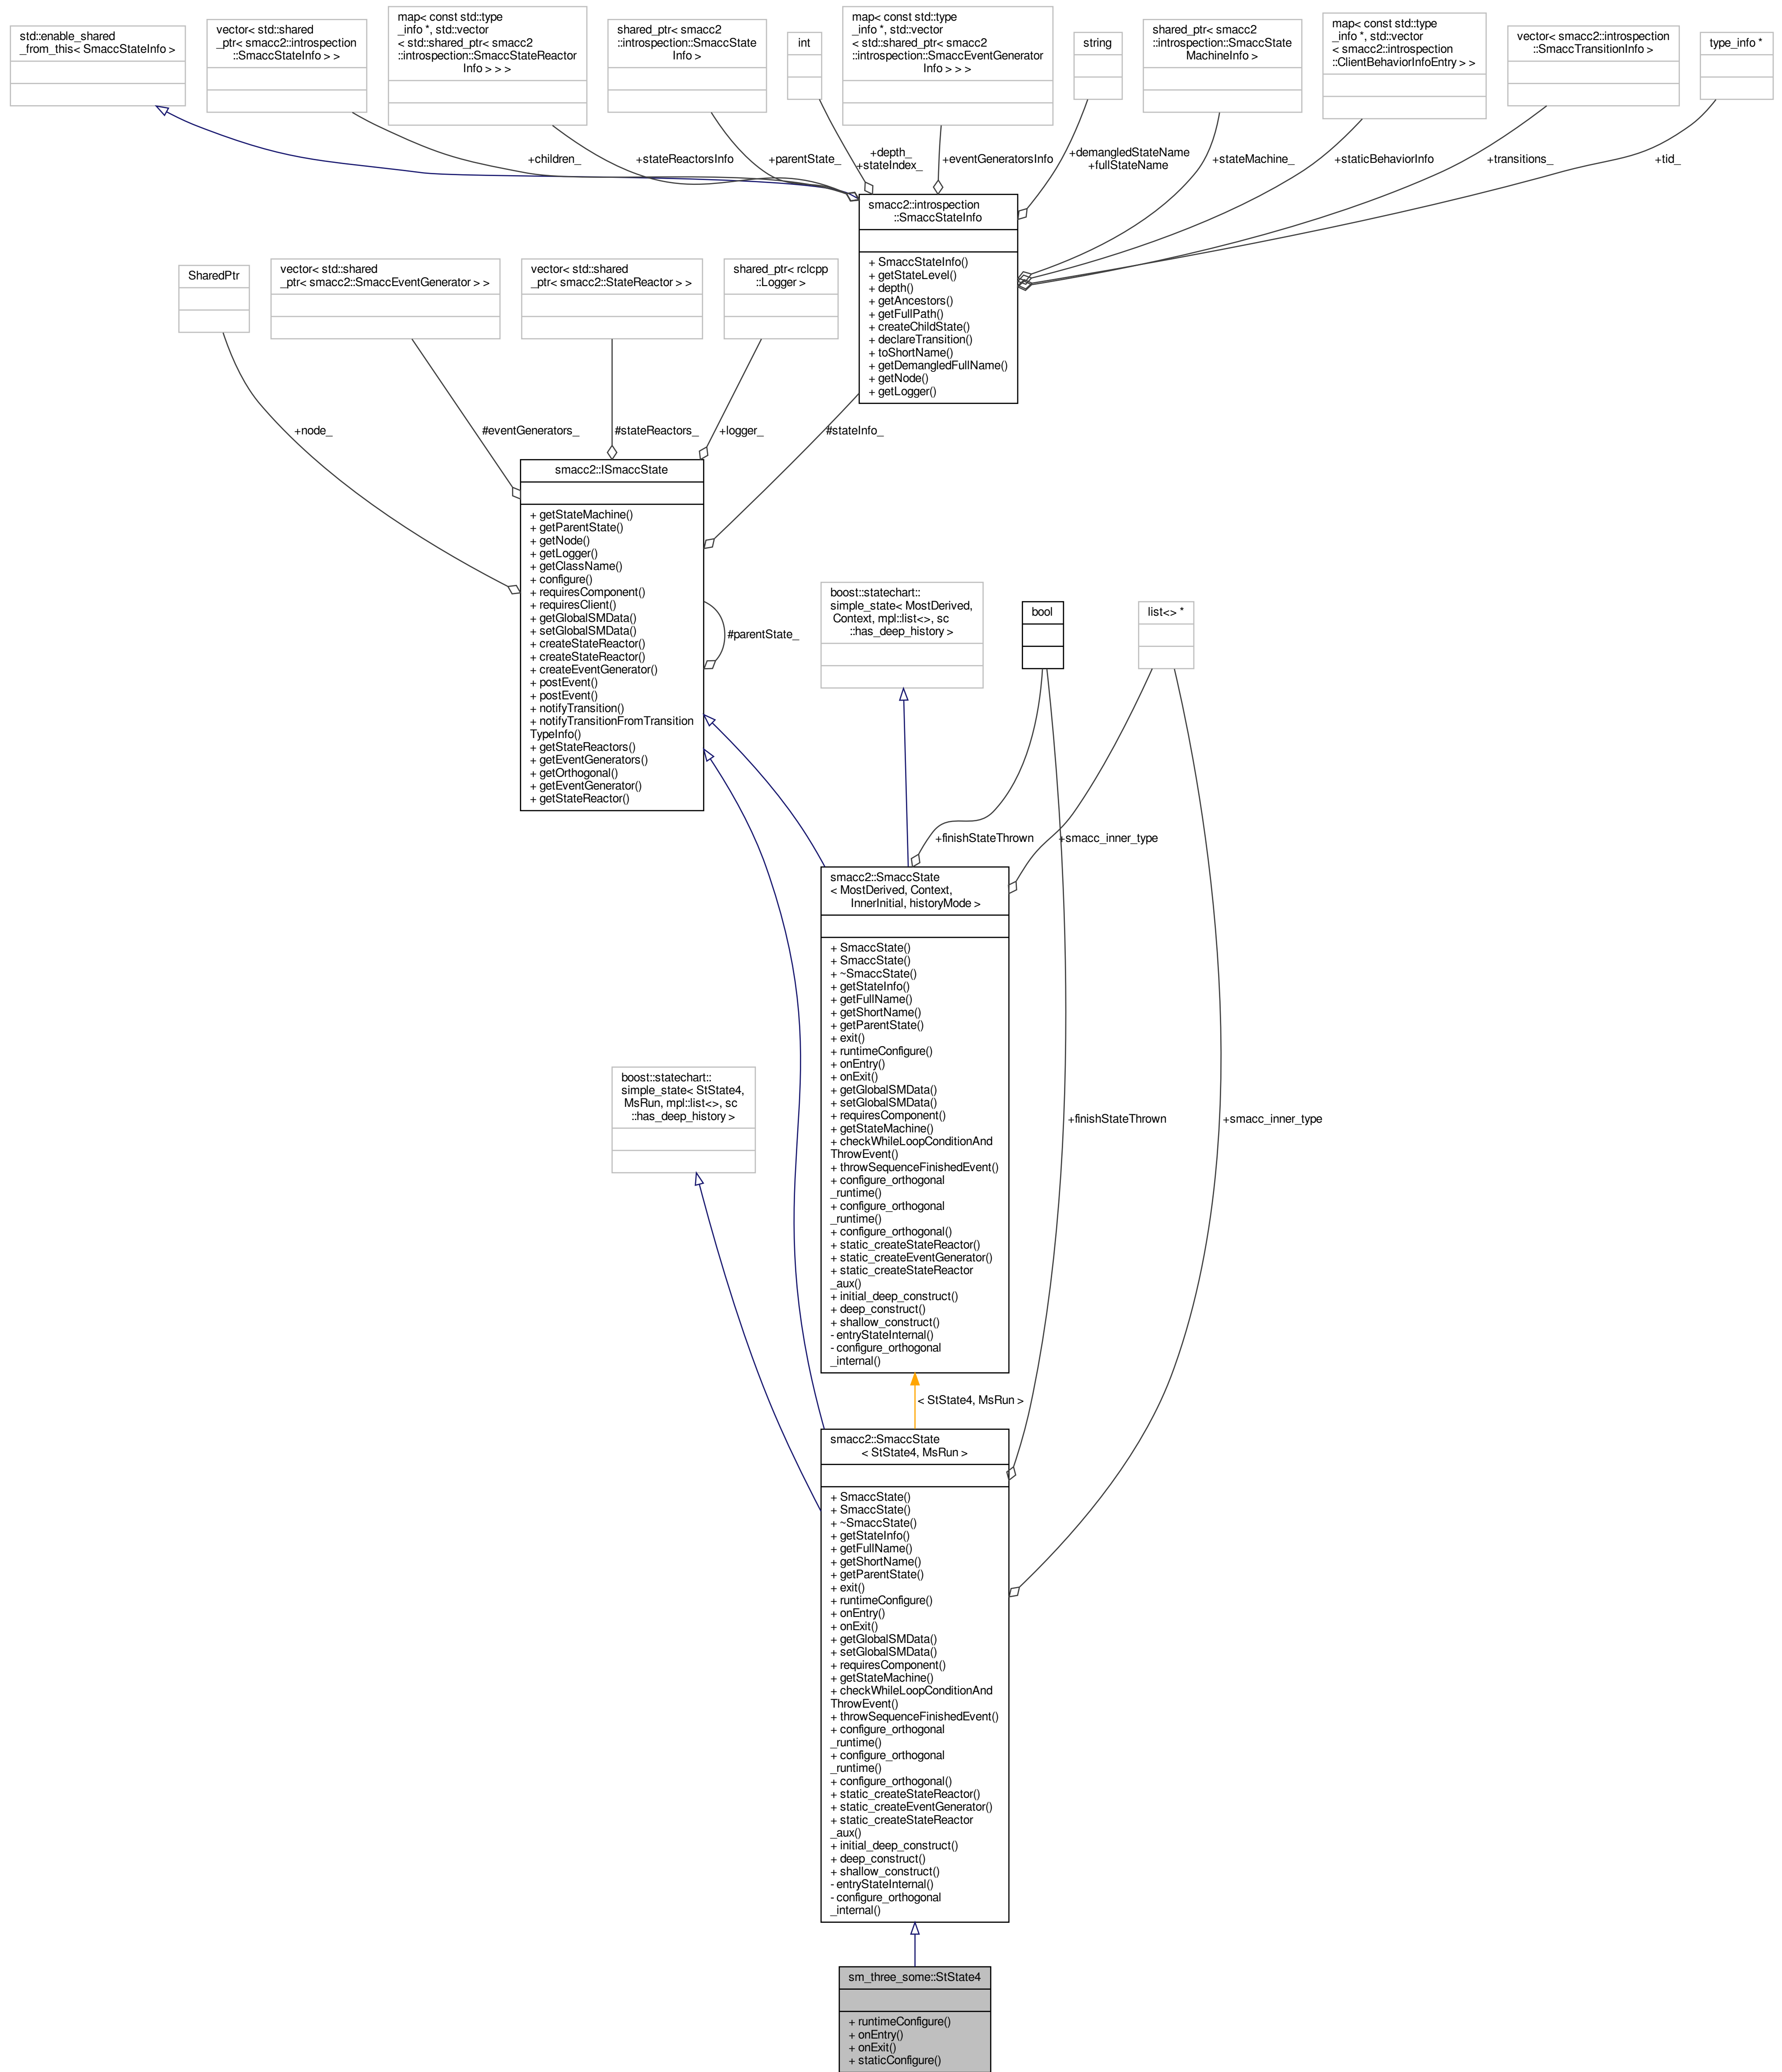 std::enable_shared
_from_this< SmaccStateInfo >
vector< std::shared
_ptr< smacc2::introspection
::SmaccStateInfo > >
map< const std::type
_info *, std::vector
< std::shared_ptr< smacc2
::introspection::SmaccStateReactor
Info > > >
shared_ptr< smacc2
::introspection::SmaccState
Info >
int
map< const std::type
_info *, std::vector
< std::shared_ptr< smacc2
::introspection::SmaccEventGenerator
Info > > >
string
shared_ptr< smacc2
::introspection::SmaccState
MachineInfo >
map< const std::type
_info *, std::vector
< smacc2::introspection
::ClientBehaviorInfoEntry > >
vector< smacc2::introspection
::SmaccTransitionInfo >
type_info *
+children_
+stateReactorsInfo
+parentState_
+depth_
+stateIndex_
+eventGeneratorsInfo
+demangledStateName
+fullStateName
+stateMachine_
+staticBehaviorInfo
+transitions_
+tid_
smacc2::introspection
::SmaccStateInfo
+ SmaccStateInfo()
+ getStateLevel()
+ depth()
+ getAncestors()
+ getFullPath()
+ createChildState()
+ declareTransition()
+ toShortName()
+ getDemangledFullName()
+ getNode()
+ getLogger()
SharedPtr
vector< std::shared
_ptr< smacc2::SmaccEventGenerator > >
vector< std::shared
_ptr< smacc2::StateReactor > >
shared_ptr< rclcpp
::Logger >
+node_
#eventGenerators_
#stateReactors_
+logger_
#stateInfo_
smacc2::ISmaccState
+ getStateMachine()
+ getParentState()
+ getNode()
+ getLogger()
+ getClassName()
+ configure()
+ requiresComponent()
+ requiresClient()
+ getGlobalSMData()
+ setGlobalSMData()
+ createStateReactor()
+ createStateReactor()
+ createEventGenerator()
+ postEvent()
+ postEvent()
+ notifyTransition()
+ notifyTransitionFromTransition
TypeInfo()
+ getStateReactors()
+ getEventGenerators()
+ getOrthogonal()
+ getEventGenerator()
+ getStateReactor()
#parentState_
boost::statechart::
simple_state< MostDerived,
Context, mpl::list<>, sc
::has_deep_history >
bool
list<> *
+finishStateThrown
+smacc_inner_type
smacc2::SmaccState
< MostDerived, Context,
InnerInitial, historyMode >
+ SmaccState()
+ SmaccState()
+ ~SmaccState()
+ getStateInfo()
+ getFullName()
+ getShortName()
+ getParentState()
+ exit()
+ runtimeConfigure()
+ onEntry()
+ onExit()
+ getGlobalSMData()
+ setGlobalSMData()
+ requiresComponent()
+ getStateMachine()
+ checkWhileLoopConditionAnd
ThrowEvent()
+ throwSequenceFinishedEvent()
+ configure_orthogonal
_runtime()
+ configure_orthogonal
_runtime()
+ configure_orthogonal()
+ static_createStateReactor()
+ static_createEventGenerator()
+ static_createStateReactor
_aux()
+ initial_deep_construct()
+ deep_construct()
+ shallow_construct()
- entryStateInternal()
- configure_orthogonal
_internal()
boost::statechart::
simple_state< StState4,
MsRun, mpl::list<>, sc
::has_deep_history >
+finishStateThrown
+smacc_inner_type
< StState4, MsRun >
smacc2::SmaccState
< StState4, MsRun >
+ SmaccState()
+ SmaccState()
+ ~SmaccState()
+ getStateInfo()
+ getFullName()
+ getShortName()
+ getParentState()
+ exit()
+ runtimeConfigure()
+ onEntry()
+ onExit()
+ getGlobalSMData()
+ setGlobalSMData()
+ requiresComponent()
+ getStateMachine()
+ checkWhileLoopConditionAnd
ThrowEvent()
+ throwSequenceFinishedEvent()
+ configure_orthogonal
_runtime()
+ configure_orthogonal
_runtime()
+ configure_orthogonal()
+ static_createStateReactor()
+ static_createEventGenerator()
+ static_createStateReactor
_aux()
+ initial_deep_construct()
+ deep_construct()
+ shallow_construct()
- entryStateInternal()
- configure_orthogonal
_internal()
sm_three_some::StState4
+ runtimeConfigure()
+ onEntry()
+ onExit()
+ staticConfigure()